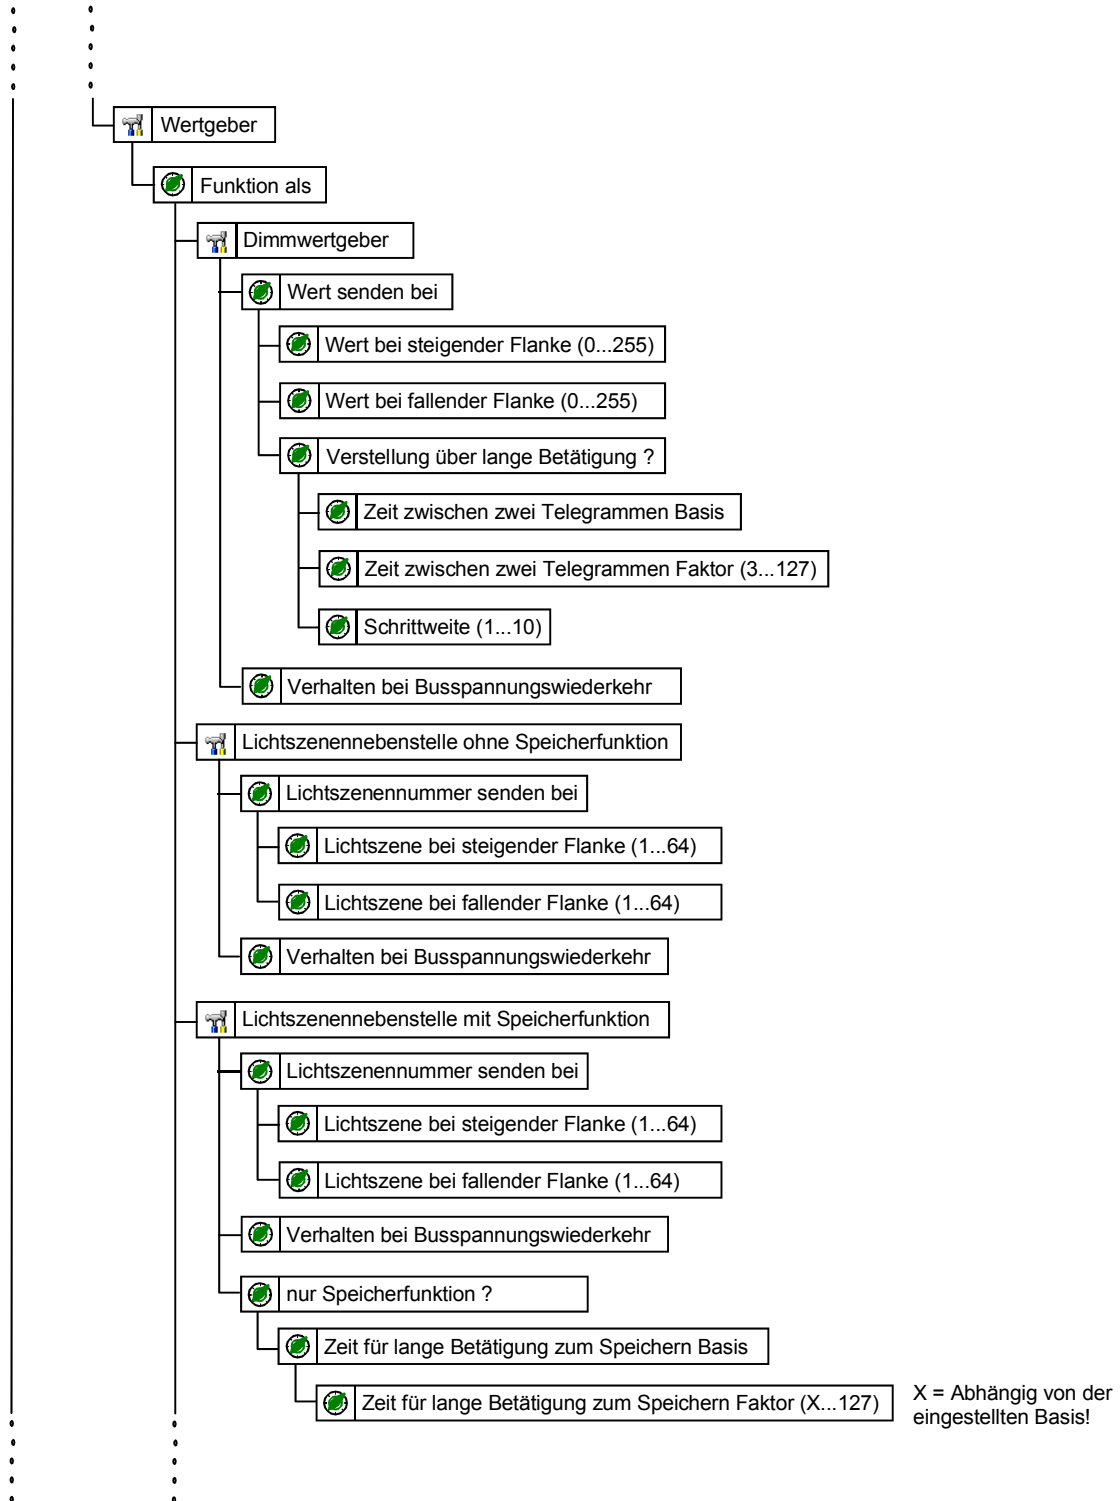 Wertgeber
Funktion als
Dimmwertgeber
Wert senden bei
Wert bei steigender Flanke (0...255)
Wert bei fallender Flanke (0...255)
Verstellung über lange Betätigung ?
Zeit zwischen zwei Telegrammen Basis
Zeit zwischen zwei Telegrammen Faktor (3...127)
Schrittweite (1...10)
Verhalten bei Busspannungswiederkehr
Lichtszenennebenstelle ohne Speicherfunktion
Lichtszenennummer senden bei
Lichtszene bei steigender Flanke (1...64)
Lichtszene bei fallender Flanke (1...64)
Verhalten bei Busspannungswiederkehr
Lichtszenennebenstelle mit Speicherfunktion
Lichtszenennummer senden bei
Lichtszene bei steigender Flanke (1...64)
Lichtszene bei fallender Flanke (1...64)
Verhalten bei Busspannungswiederkehr
nur Speicherfunktion ?
Zeit für lange Betätigung zum Speichern Basis
Zeit für lange Betätigung zum Speichern Faktor (X...127)
X = Abhängig von der
eingestellten Basis!